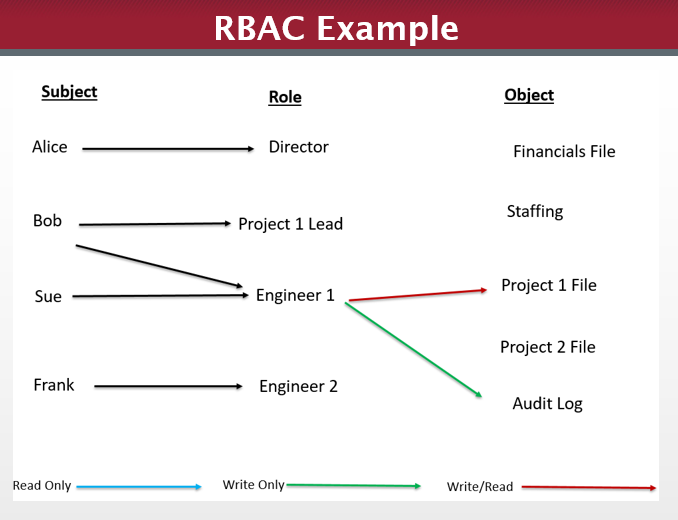 RBAC Example
Subject Role Object
Alice Director Financials File
Bob Project 1 Lead Staffing
Sue Engineer 1 Project 1 File
Project 2 File
Frank Engineer 2 Audit Log
Read Only Write Only Write/Read